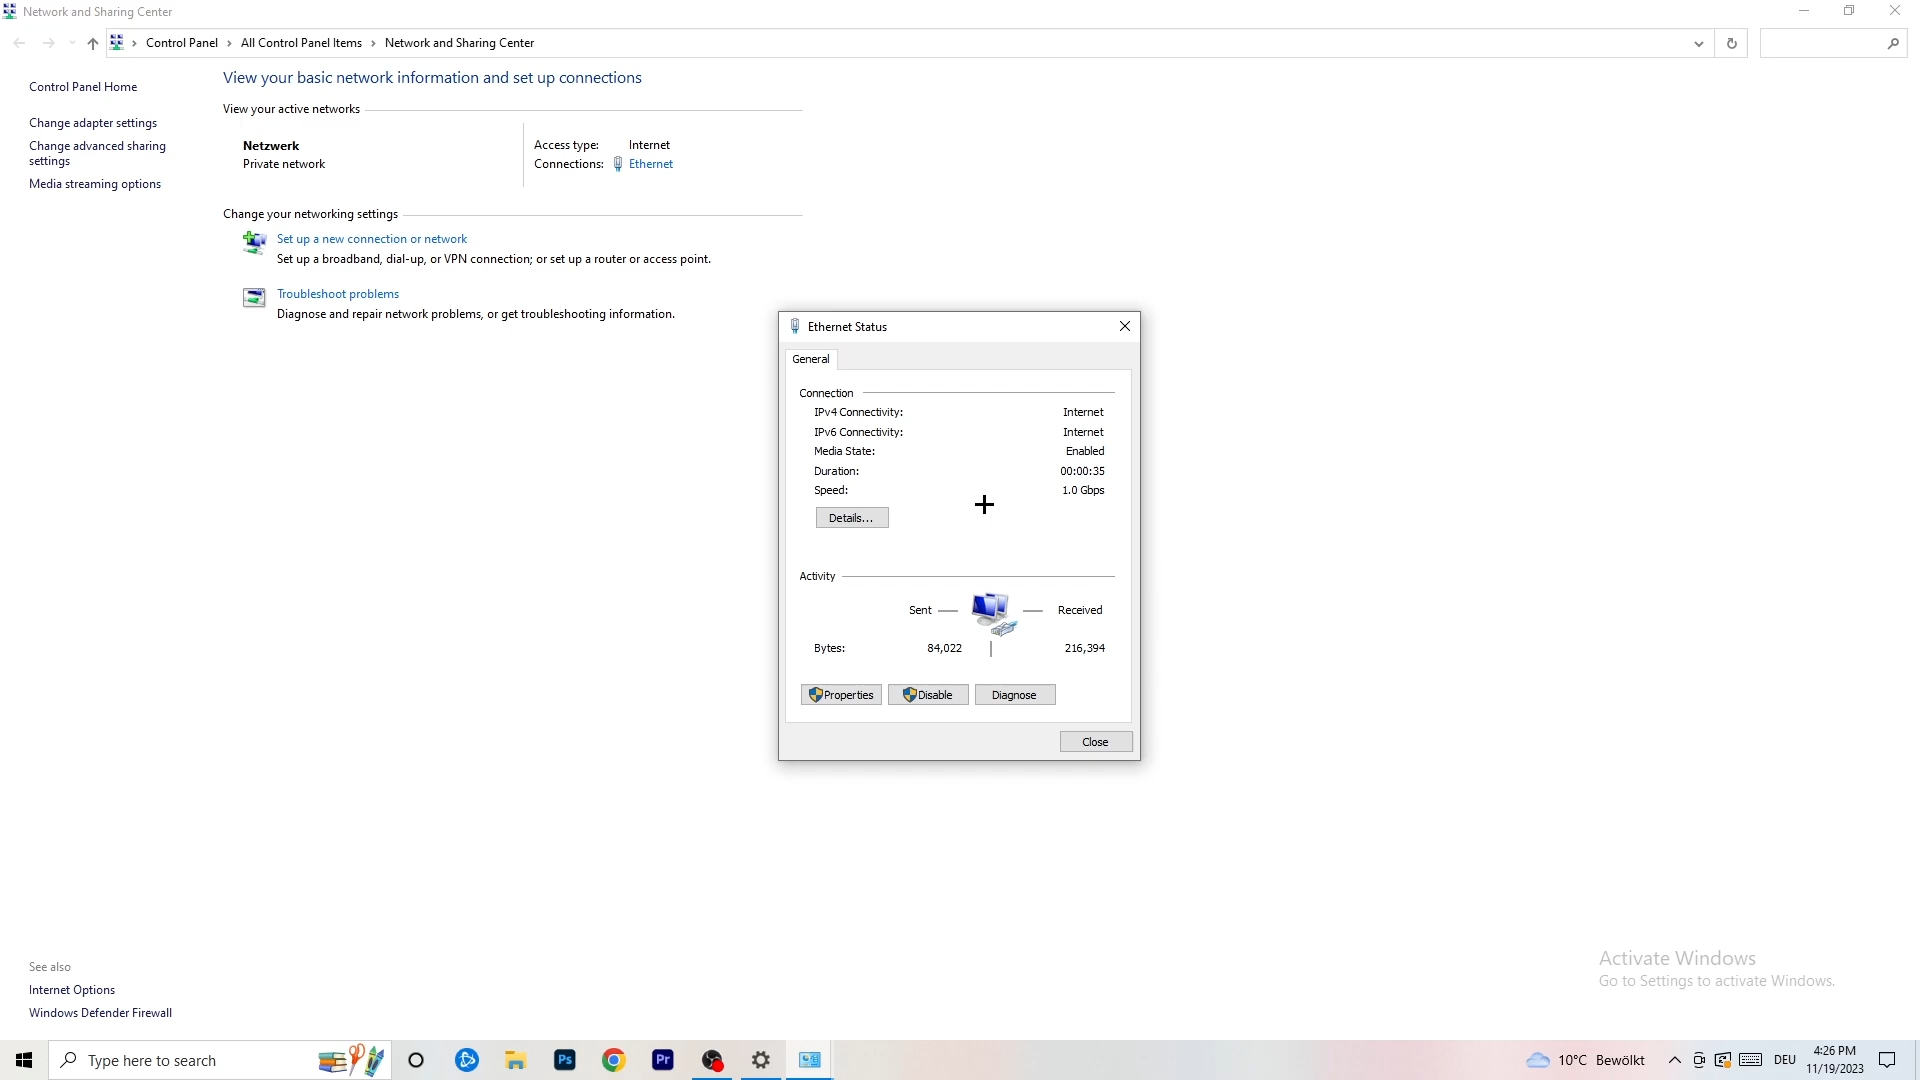 Network and Sharing Center
Control Panel > All Control Panel Items > Network and Sharing Center
Control Panel Home
Change adapter settings
Change advanced sharing
settings
Media streaming options
View your basic network information and set up connections
View your active networks
Netzwerk
Private network
Access type: Internet
Connections: Ethernet
Change your networking settings
Set up a new connection or network
Set up a broadband, dial-up, or VPN connection; or set up a router or access point.
Troubleshoot problems
Diagnose and repair network problems, or get troubleshooting information.
Ethernet Status
General
Connection
IPv4 Connectivity: Internet
IPv6 Connectivity: Internet
Media State: Enabled
Duration: 00:00:35
Speed: 1.0 Gbps
Details...
Activity
Sent — — Received
Bytes: 84,022 | 216,394
Properties Disable Diagnose
Close
See also
Internet Options
Windows Defender Firewall
Activate Windows
Go to Settings to activate Windows.
Type here to search
Ps
Pr
10°C Bewölkt
DEU
4:26 PM
11/19/2023